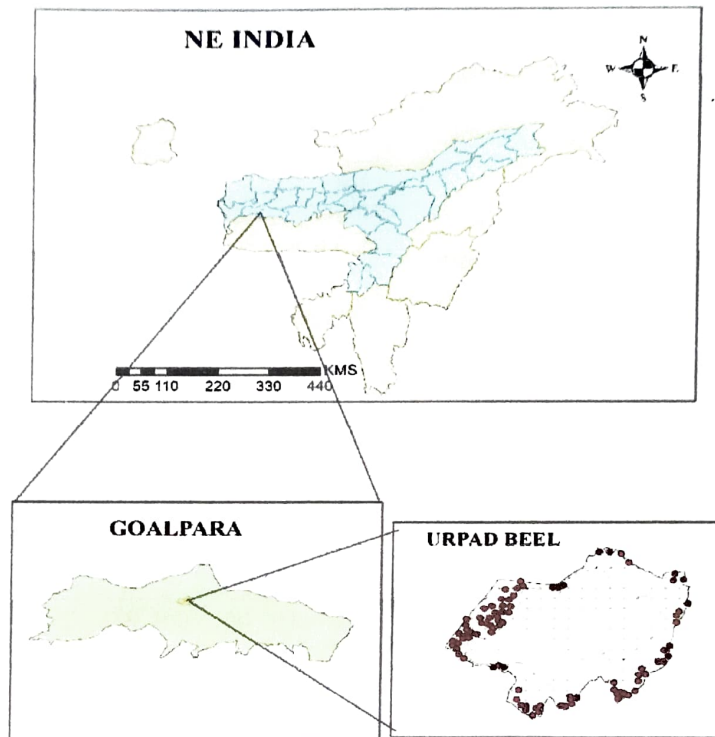 NE INDIA
N
W E
S
KMS
0 55 110 220 330 440
GOALPARA
URPAD BEEL